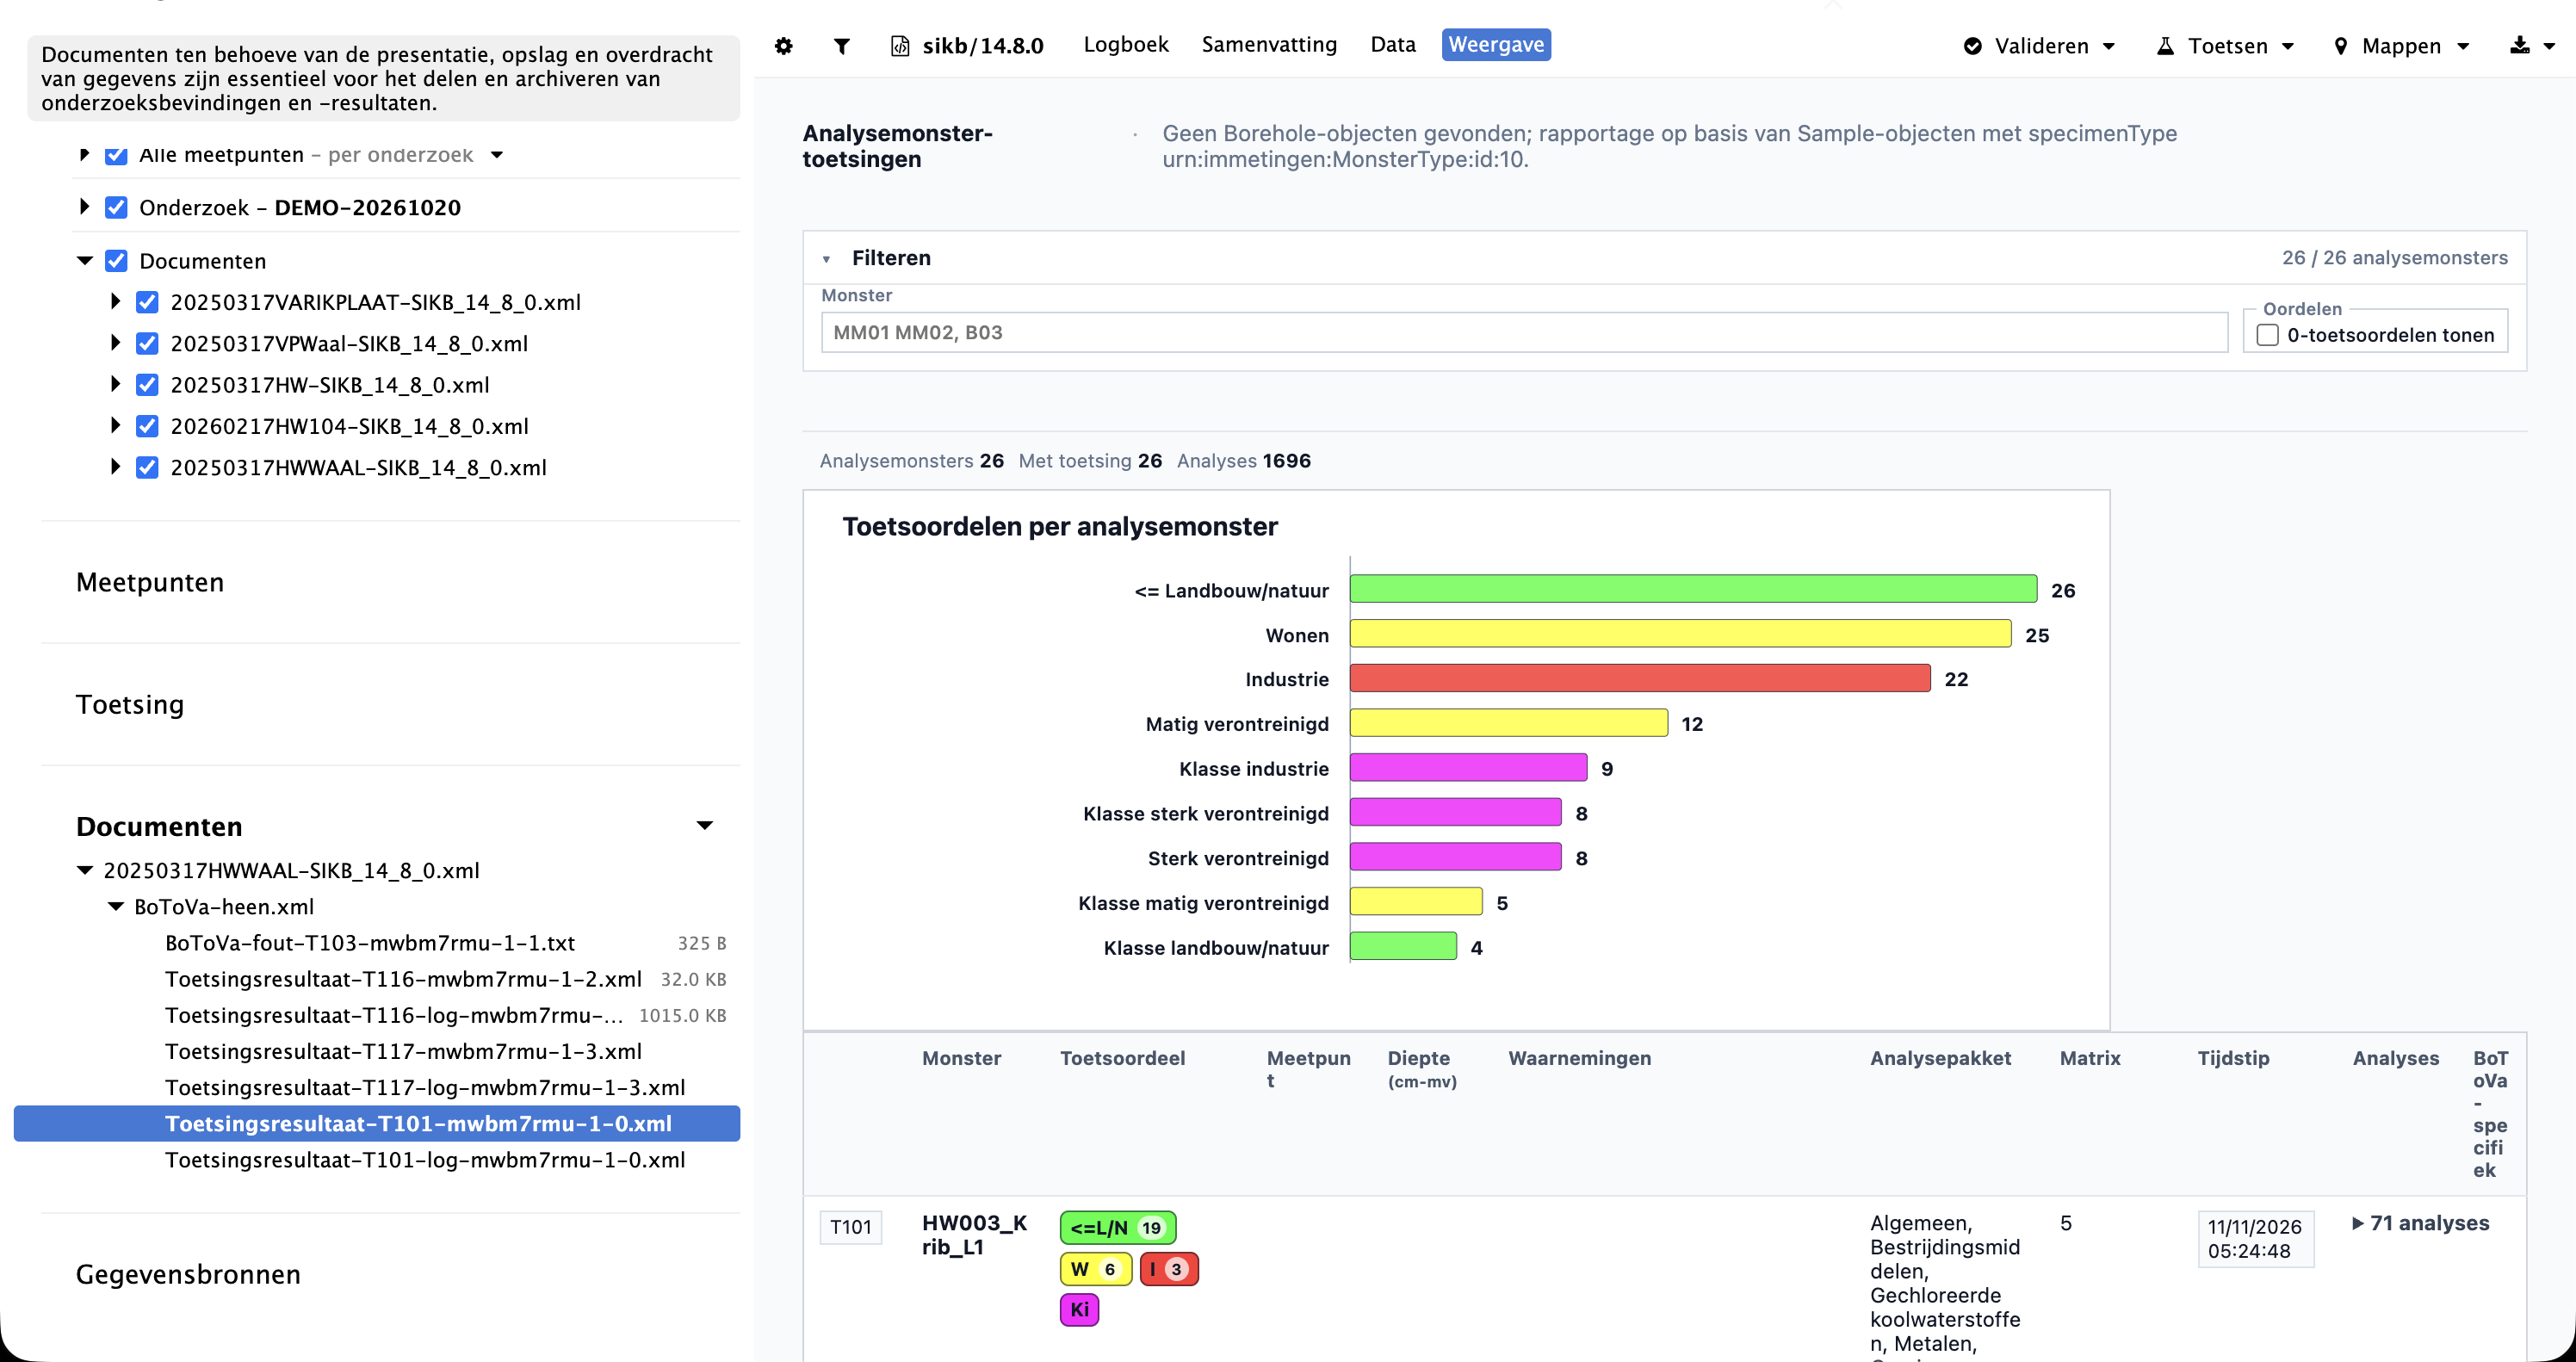 Documenten ten behoeve van de presentatie, opslag en overdracht
van gegevens zijn essentieel voor het delen en archiveren van
onderzoeksbevindingen en -resultaten.
Alle meetpunten – per onderzoek
Onderzoek – DEMO-20261020
Documenten
20250317VARIKPLAAT-SIKB_14_8_0.xml
20250317VPWaal-SIKB_14_8_0.xml
20250317HW-SIKB_14_8_0.xml
20260217HW104-SIKB_14_8_0.xml
20250317HWWAAL-SIKB_14_8_0.xml
Meetpunten
Toetsing
Documenten
20250317HWWAAL-SIKB_14_8_0.xml
BoToVa-heen.xml
BoToVa-fout-T103-mwbm7rmu-1-1.txt 325 B
Toetsingsresultaat-T116-mwbm7rmu-1-2.xml 32.0 KB
Toetsingsresultaat-T116-log-mwbm7rmu-... 1015.0 KB
Toetsingsresultaat-T117-mwbm7rmu-1-3.xml
Toetsingsresultaat-T117-log-mwbm7rmu-1-3.xml
Toetsingsresultaat-T101-mwbm7rmu-1-0.xml
Toetsingsresultaat-T101-log-mwbm7rmu-1-0.xml
Gegevensbronnen
sikb/14.8.0 Logboek Samenvatting Data Weergave Valideren Toetsen Mappen
Analysemonster-
toetsingen
· Geen Borehole-objecten gevonden; rapportage op basis van Sample-objecten met specimenType
urn:immetingen:MonsterType:id:10.
Filteren 26 / 26 analysemonsters
Monster
MM01 MM02, B03
Oordelen
0-toetsoordelen tonen
Analysemonsters 26 Met toetsing 26 Analyses 1696
Toetsoordelen per analysemonster
<= Landbouw/natuur 26
Wonen 25
Industrie 22
Matig verontreinigd 12
Klasse industrie 9
Klasse sterk verontreinigd 8
Sterk verontreinigd 8
Klasse matig verontreinigd 5
Klasse landbouw/natuur 4
Monster
Toetsoordeel
Meetpun
t
Diepte
(cm-mv)
Waarnemingen
Analysepakket
Matrix
Tijdstip
Analyses
BoT
oVa
-
spe
cifi
ek
T101
HW003_K
rib_L1
<=L/N 19
W 6 I 3
Ki
Algemeen,
Bestrijdingsmid
delen,
Gechloreerde
koolwaterstoffe
n, Metalen,
5
11/11/2026
05:24:48
71 analyses